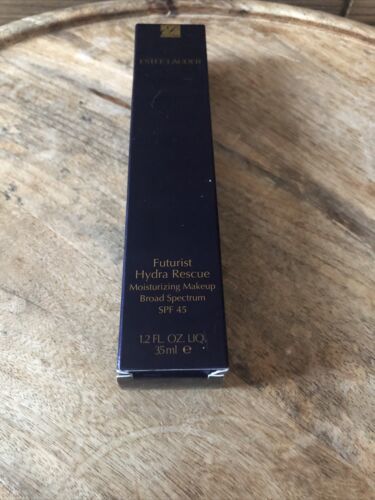 ESTĒE LAUDER
Futurist
Hydra Rescue
Moisturizing Makeup
Broad Spectrum
SPF 45
1.2 FL. OZ. LIQ.
35ml ℮